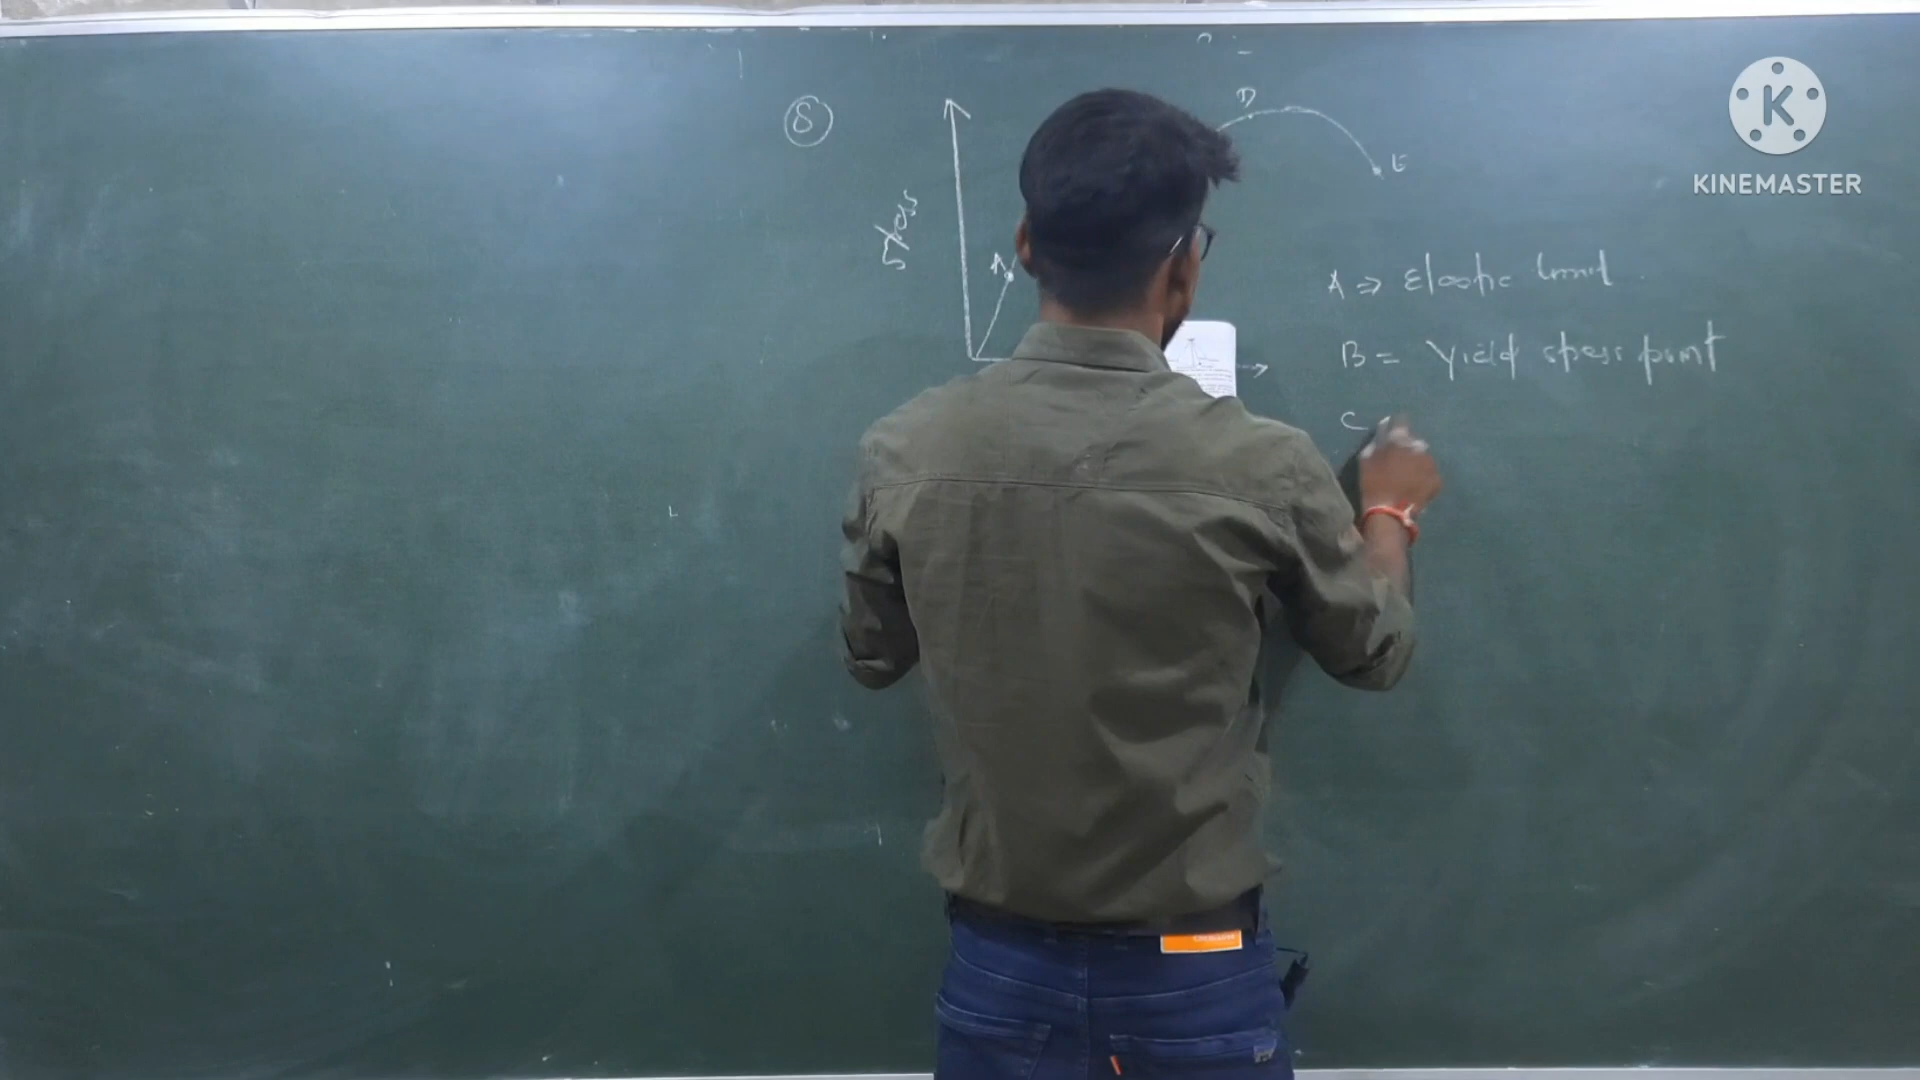 8
D
E
stress
A
A ⇒ Elastic limit
B = Yield stress point
C
K
KINEMASTER